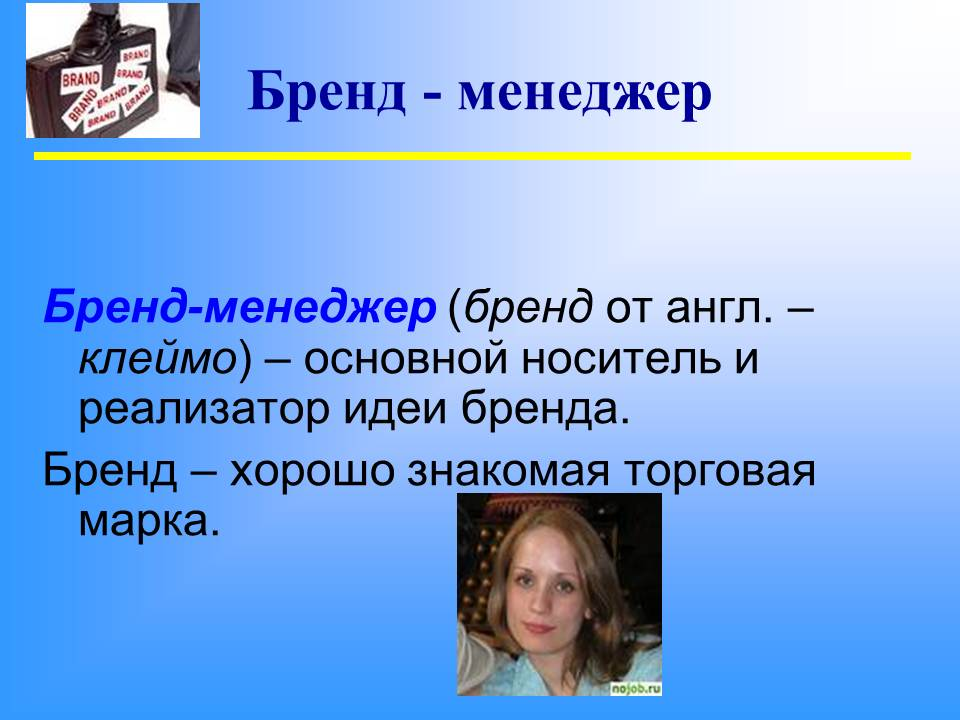 BRAND
BRAND
BRAND
BRAND
BRAND
BRAND
Бренд - менеджер
Бренд-менеджер (бренд от англ. –
клеймо) – основной носитель и
реализатор идеи бренда.
Бренд – хорошо знакомая торговая
марка.
nojob.ru